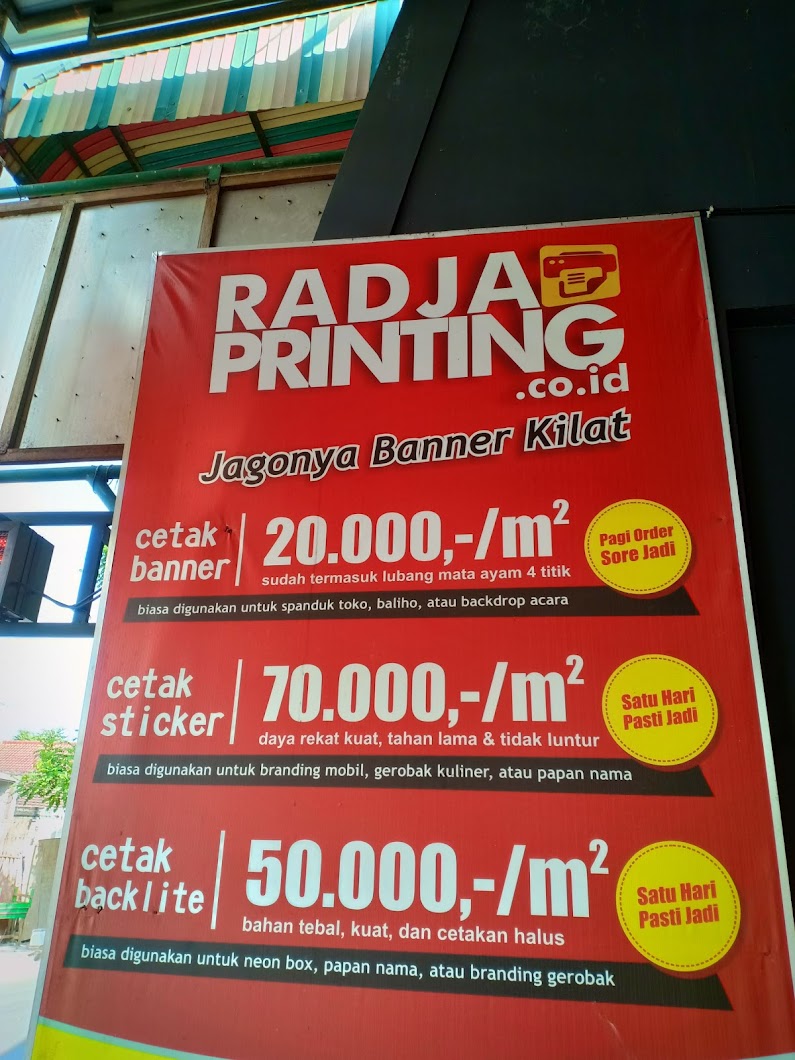 RADJA
PRINTING
.co.id
Jagonya Banner Kilat
cetak
banner
20.000,-/m²
sudah termasuk lubang mata ayam 4 titik
Pagi Order
Sore Jadi
biasa digunakan untuk spanduk toko, baliho, atau backdrop acara
cetak
sticker
70.000,-/m²
daya rekat kuat, tahan lama & tidak luntur
Satu Hari
Pasti Jadi
biasa digunakan untuk branding mobil, gerobak kuliner, atau papan nama
cetak
backlite
50.000,-/m²
bahan tebal, kuat, dan cetakan halus
Satu Hari
Pasti Jadi
biasa digunakan untuk neon box, papan nama, atau branding gerobak